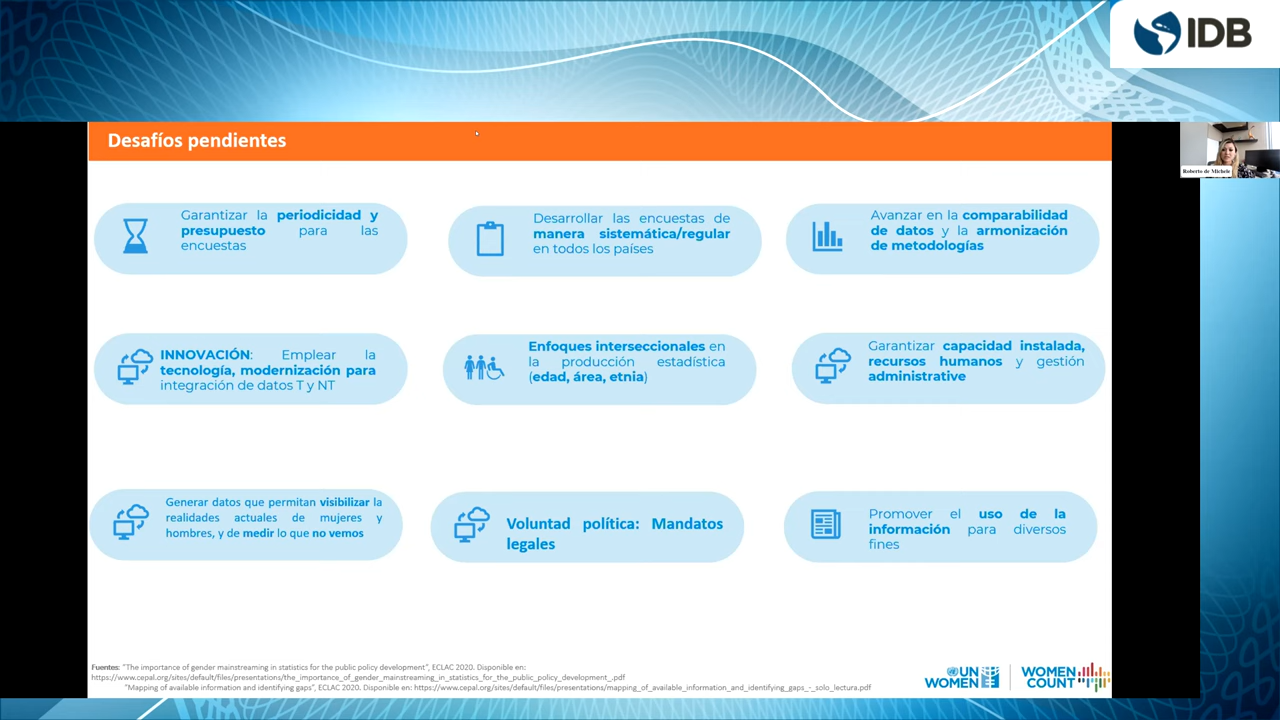 IDB
Desafíos pendientes
Roberto de Michele
Garantizar la periodicidad y
presupuesto para las
encuestas
Desarrollar las encuestas de
manera sistemática/regular
en todos los países
Avanzar en la comparabilidad
de datos y la armonización
de metodologías
INNOVACIÓN: Emplear la
tecnología, modernización para
integración de datos T y NT
Enfoques interseccionales en
la producción estadística
(edad, área, etnia)
Garantizar capacidad instalada,
recursos humanos y gestión
administrative
Generar datos que permitan visibilizar la
realidades actuales de mujeres y
hombres, y de medir lo que no vemos
Voluntad política: Mandatos
legales
Promover el uso de la
información para diversos
fines
Fuentes: "The importance of gender mainstreaming in statistics for the public policy development", ECLAC 2020. Disponible en:
https://www.cepal.org/sites/default/files/presentations/the_importance_of_gender_mainstreaming_in_statistics_for_the_public_policy_development_.pdf
"Mapping of available information and identifying gaps", ECLAC 2020. Disponible en: https://www.cepal.org/sites/default/files/presentations/mapping_of_available_information_and_identifying_gaps_-_solo_lectura.pdf
UN
WOMEN
WOMEN
COUNT